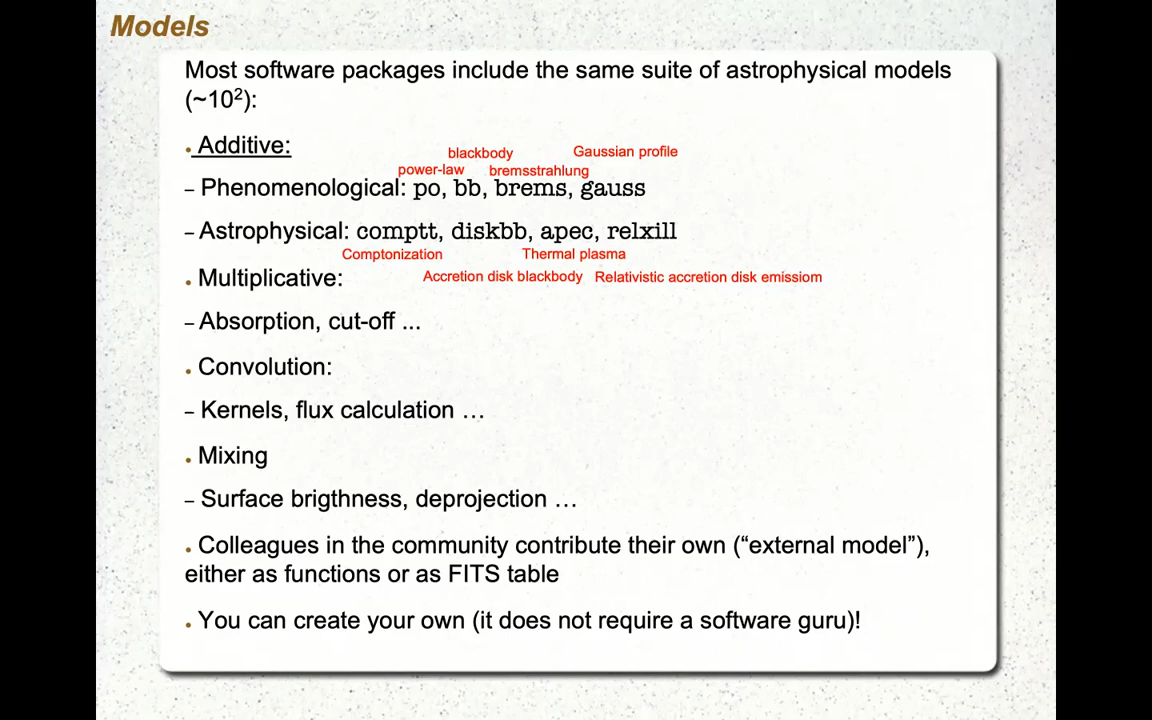 Models
Most software packages include the same suite of astrophysical models
(~10²):
• Additive:
blackbody Gaussian profile
power-law bremsstrahlung
– Phenomenological: po, bb, brems, gauss
– Astrophysical: comptt, diskbb, apec, relxill
Comptonization Thermal plasma
• Multiplicative:
Accretion disk blackbody Relativistic accretion disk emissiom
– Absorption, cut-off ...
• Convolution:
– Kernels, flux calculation …
• Mixing
– Surface brigthness, deprojection …
• Colleagues in the community contribute their own (“external model”),
either as functions or as FITS table
• You can create your own (it does not require a software guru)!